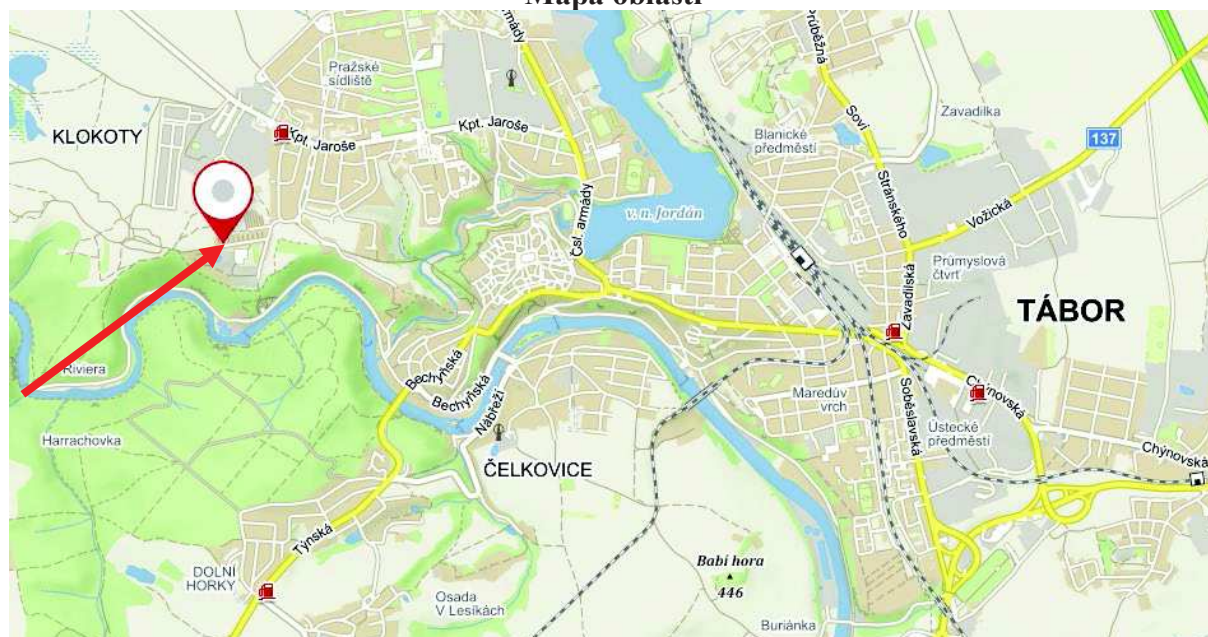 Mapa oblasti
armády
Průběžná
Pražské
sídliště
Zavadilka
Soví
KLOKOTY
Kpt. Jaroše
Kpt. Jaroše
Blanické
předměstí
137
Stránského
Čsl. armády
v. n. Jordán
Vožická
Průmyslová
čtvrť
Zavadilská
TÁBOR
Riviera
Bechyňská
Bechyňská
Maredův
vrch
Chýnovská
Nábřeží
Soběslavská
Harrachovka
Ústecké
předměstí
Chýnovská
ČELKOVICE
Týnská
Babí hora
446
DOLNÍ
HORKY
Osada
V Lesíkách
Buriánka